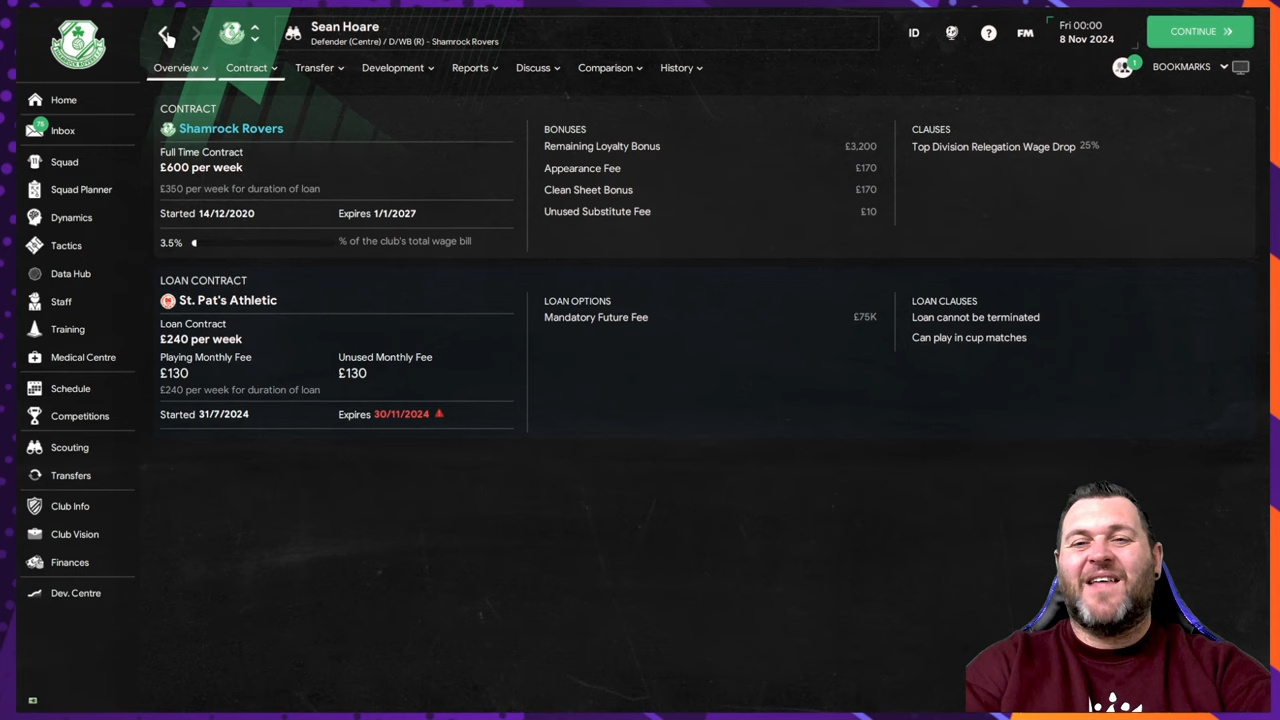 Sean Hoare
Defender (Centre) / D/WB (R) - Shamrock Rovers
ID
FM
Fri 00:00
8 Nov 2024
CONTINUE
Overview
Contract
Transfer
Development
Reports
Discuss
Comparison
History
1
BOOKMARKS
Home
Inbox
Squad
Squad Planner
Dynamics
Tactics
Data Hub
Staff
Training
Medical Centre
Schedule
Competitions
Scouting
Transfers
Club Info
Club Vision
Finances
Dev. Centre
CONTRACT
Shamrock Rovers
Full Time Contract
£600 per week
£350 per week for duration of loan
Started 14/12/2020 Expires 1/1/2027
3.5% % of the club's total wage bill
BONUSES
Remaining Loyalty Bonus £3,200
Appearance Fee £170
Clean Sheet Bonus £170
Unused Substitute Fee £10
CLAUSES
Top Division Relegation Wage Drop 25%
LOAN CONTRACT
St. Pat's Athletic
Loan Contract
£240 per week
Playing Monthly Fee Unused Monthly Fee
£130 £130
£240 per week for duration of loan
Started 31/7/2024 Expires 30/11/2024
LOAN OPTIONS
Mandatory Future Fee £75K
LOAN CLAUSES
Loan cannot be terminated
Can play in cup matches